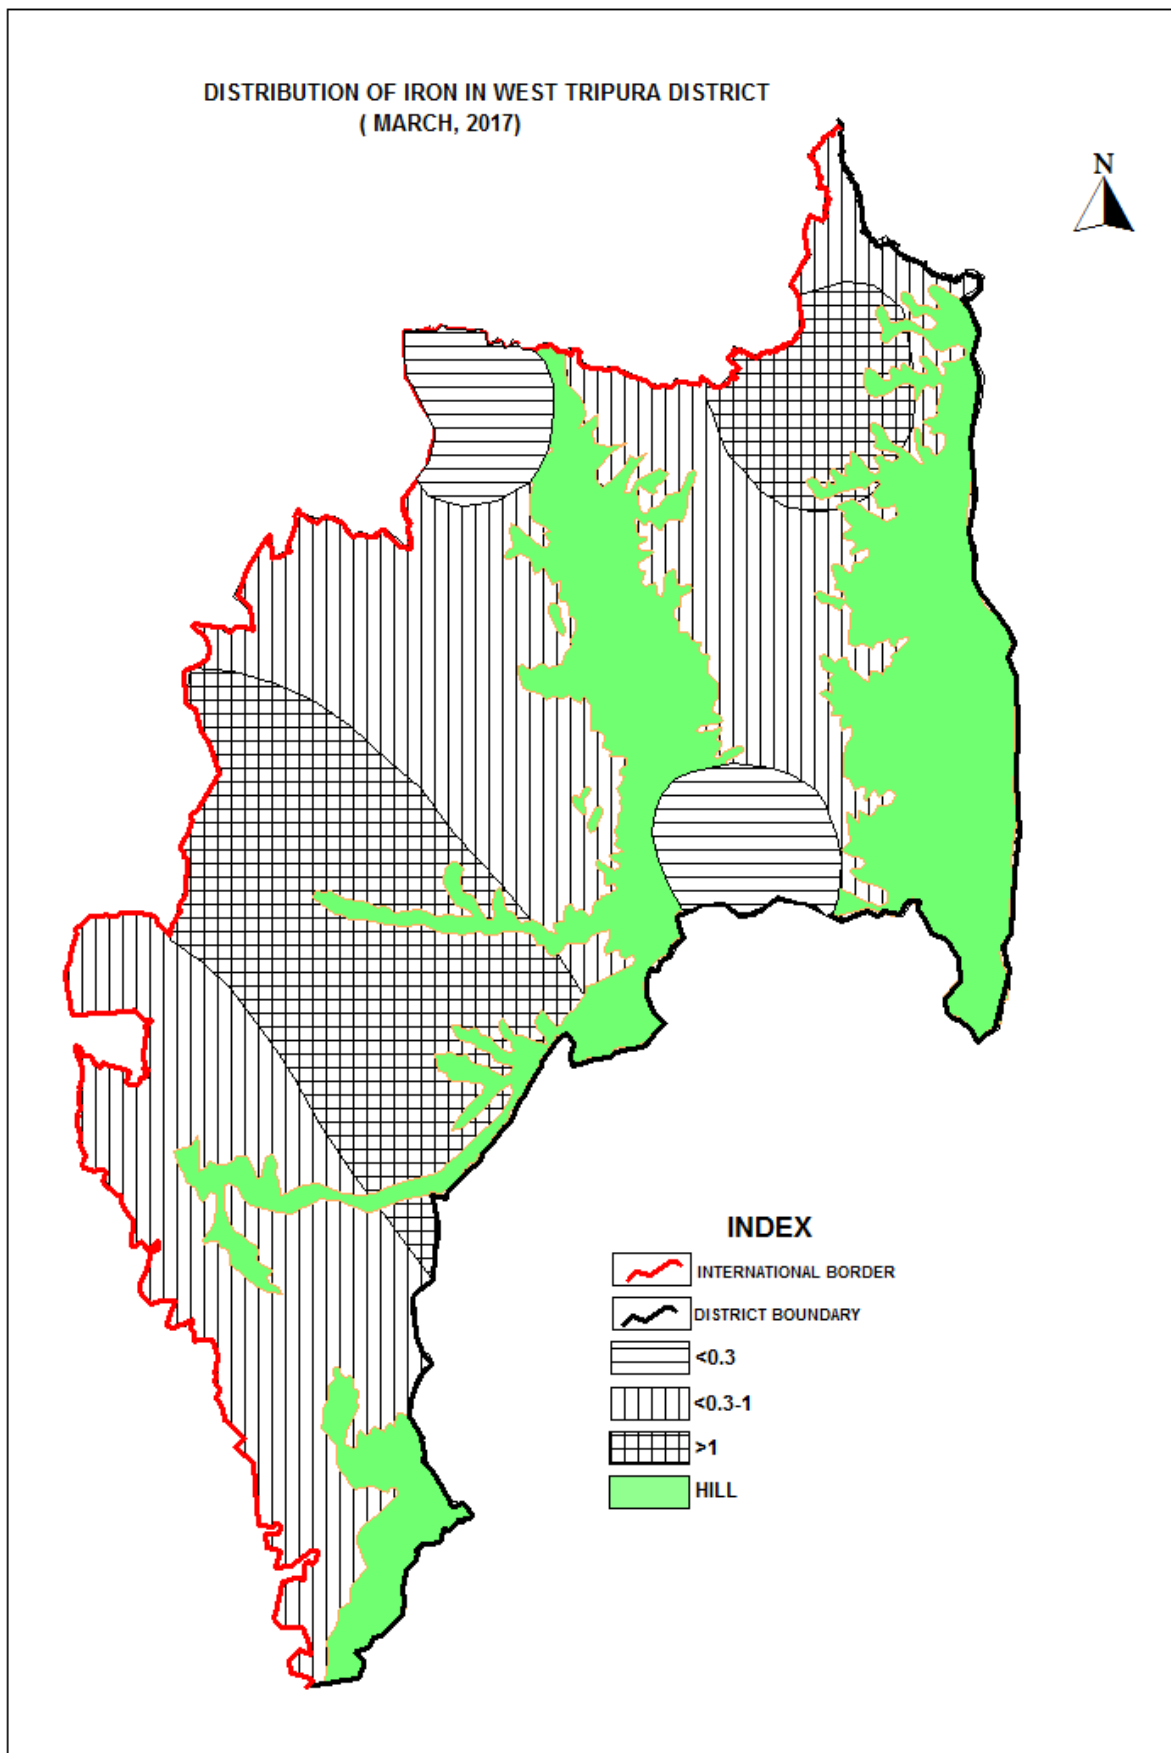 DISTRIBUTION OF IRON IN WEST TRIPURA DISTRICT
( MARCH, 2017)
N
INDEX
INTERNATIONAL BORDER
DISTRICT BOUNDARY
<0.3
<0.3-1
>1
HILL